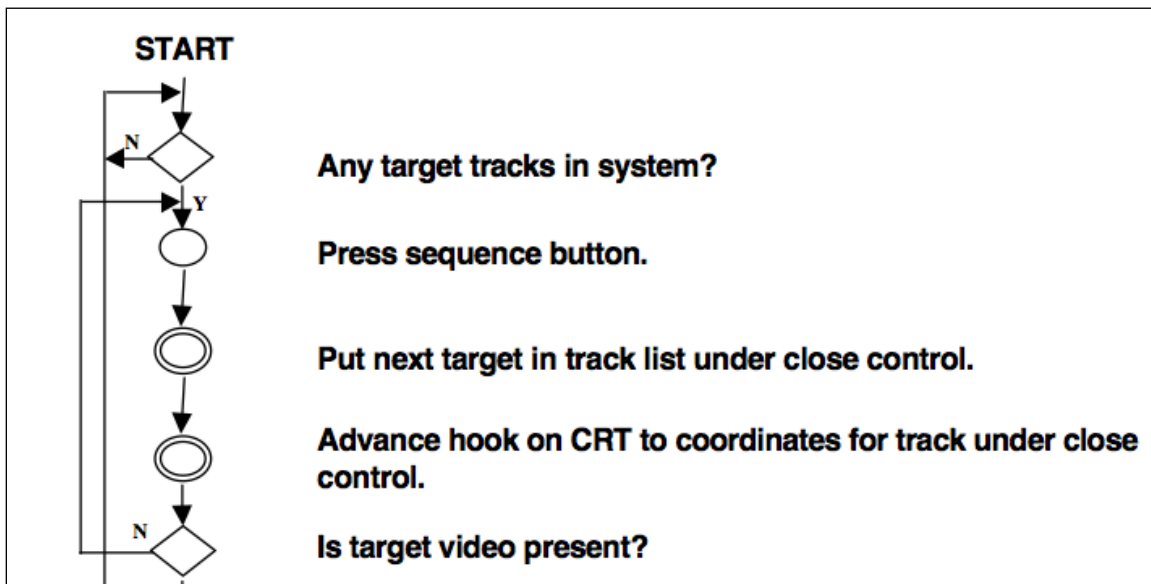 START
N
Any target tracks in system?
Y
Press sequence button.
Put next target in track list under close control.
Advance hook on CRT to coordinates for track under close
control.
N
Is target video present?